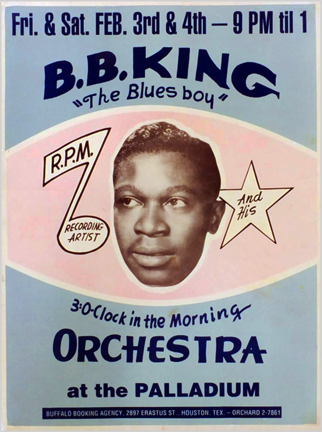 Fri. & Sat. FEB. 3rd & 4th — 9 PM til 1
B.B. KING
"The Blues boy"
R.P.M.
RECORDING
ARTIST
And
His
3-O-Clock in the Morning
ORCHESTRA
at the PALLADIUM
BUFFALO BOOKING AGENCY, 2897 ERASTUS ST., HOUSTON, TEX. - ORCHARD 2-7861